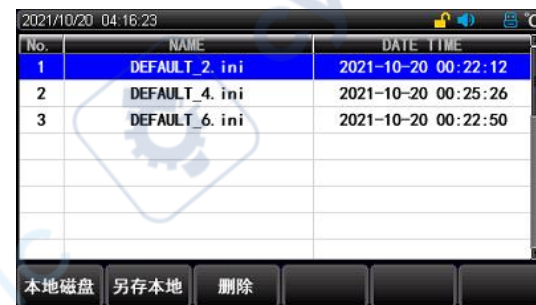 2021/10/20 04:16:23 °C
No. NAME DATE TIME
1 DEFAULT_2.ini 2021-10-20 00:22:12
2 DEFAULT_4.ini 2021-10-20 00:25:26
3 DEFAULT_6.ini 2021-10-20 00:22:50
本地磁盘 另存本地 删除